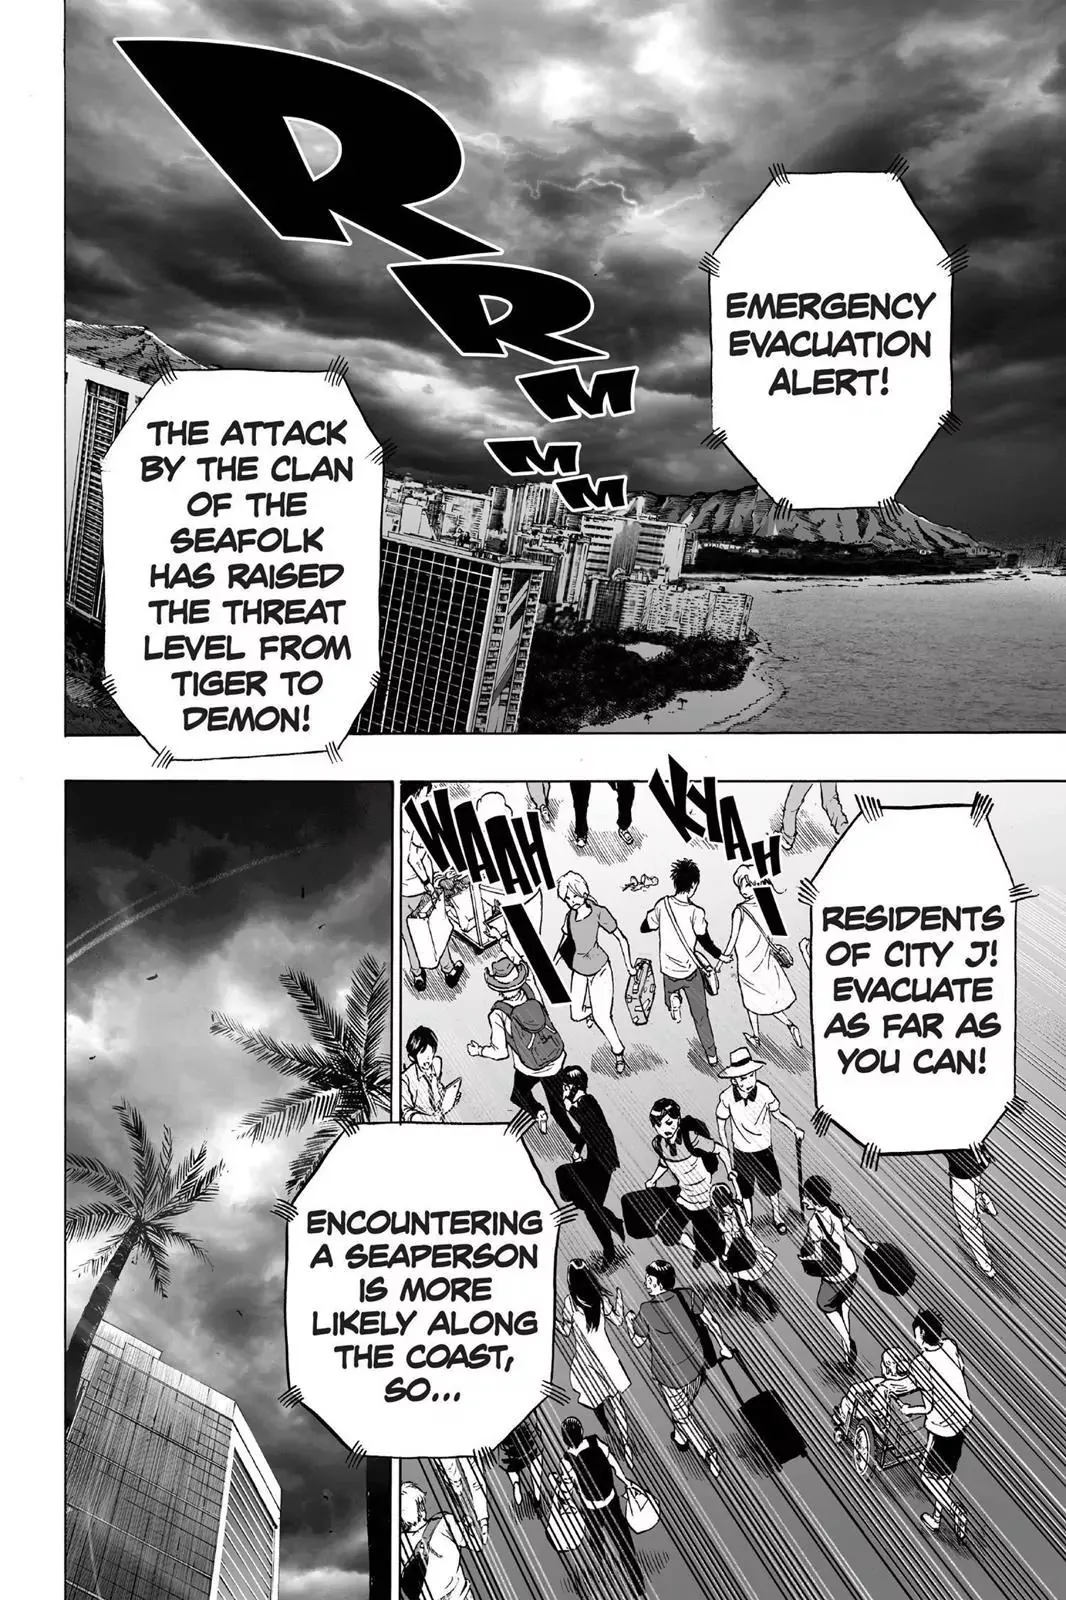 RRMMM
EMERGENCY
EVACUATION
ALERT!
THE ATTACK
BY THE CLAN
OF THE
SEAFOLK
HAS RAISED
THE THREAT
LEVEL FROM
TIGER TO
DEMON!
KYAH!
WAAH!
RESIDENTS
OF CITY J!
EVACUATE
AS FAR AS
YOU CAN!
ENCOUNTERING
A SEAPERSON
IS MORE
LIKELY ALONG
THE COAST,
SO...